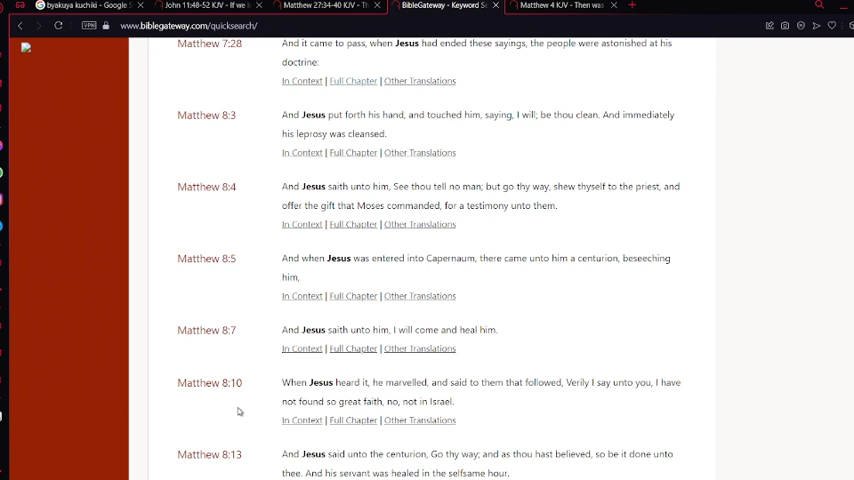 byakuya kuchiki - Google S
John 11:48-52 KJV - If we l
Matthew 27:34-40 KJV - Th
BibleGateway - Keyword Se
Matthew 4 KJV - Then was
VPN
www.biblegateway.com/quicksearch/
Matthew 7:28
And it came to pass, when Jesus had ended these sayings, the people were astonished at his
doctrine:
In Context | Full Chapter | Other Translations
Matthew 8:3
And Jesus put forth his hand, and touched him, saying, I will; be thou clean. And immediately
his leprosy was cleansed.
In Context | Full Chapter | Other Translations
Matthew 8:4
And Jesus saith unto him, See thou tell no man; but go thy way, shew thyself to the priest, and
offer the gift that Moses commanded, for a testimony unto them.
In Context | Full Chapter | Other Translations
Matthew 8:5
And when Jesus was entered into Capernaum, there came unto him a centurion, beseeching
him,
In Context | Full Chapter | Other Translations
Matthew 8:7
And Jesus saith unto him, I will come and heal him.
In Context | Full Chapter | Other Translations
Matthew 8:10
When Jesus heard it, he marvelled, and said to them that followed, Verily I say unto you, I have
not found so great faith, no, not in Israel.
In Context | Full Chapter | Other Translations
Matthew 8:13
And Jesus said unto the centurion, Go thy way; and as thou hast believed, so be it done unto
thee. And his servant was healed in the selfsame hour.